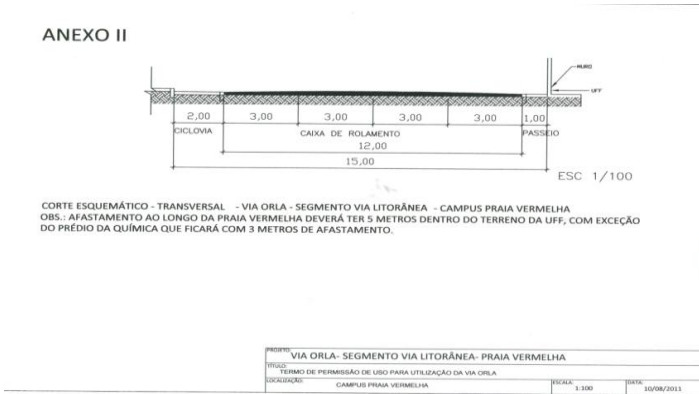 ANEXO II
MURO
UFF
2,00 3,00 3,00 3,00 3,00 1,00
CICLOVIA CAIXA DE ROLAMENTO PASSEIO
12,00
15,00
ESC 1/100
CORTE ESQUEMÁTICO - TRANSVERSAL - VIA ORLA - SEGMENTO VIA LITORÂNEA - CAMPUS PRAIA VERMELHA
OBS.: AFASTAMENTO AO LONGO DA PRAIA VERMELHA DEVERÁ TER 5 METROS DENTRO DO TERRENO DA UFF, COM EXCEÇÃO
DO PRÉDIO DA QUÍMICA QUE FICARÁ COM 3 METROS DE AFASTAMENTO.
PROJETO:
VIA ORLA- SEGMENTO VIA LITORÂNEA- PRAIA VERMELHA
TÍTULO:
TERMO DE PERMISSÃO DE USO PARA UTILIZAÇÃO DA VIA ORLA
LOCALIZAÇÃO: CAMPUS PRAIA VERMELHA
ESCALA: 1:100
DATA: 10/08/2011